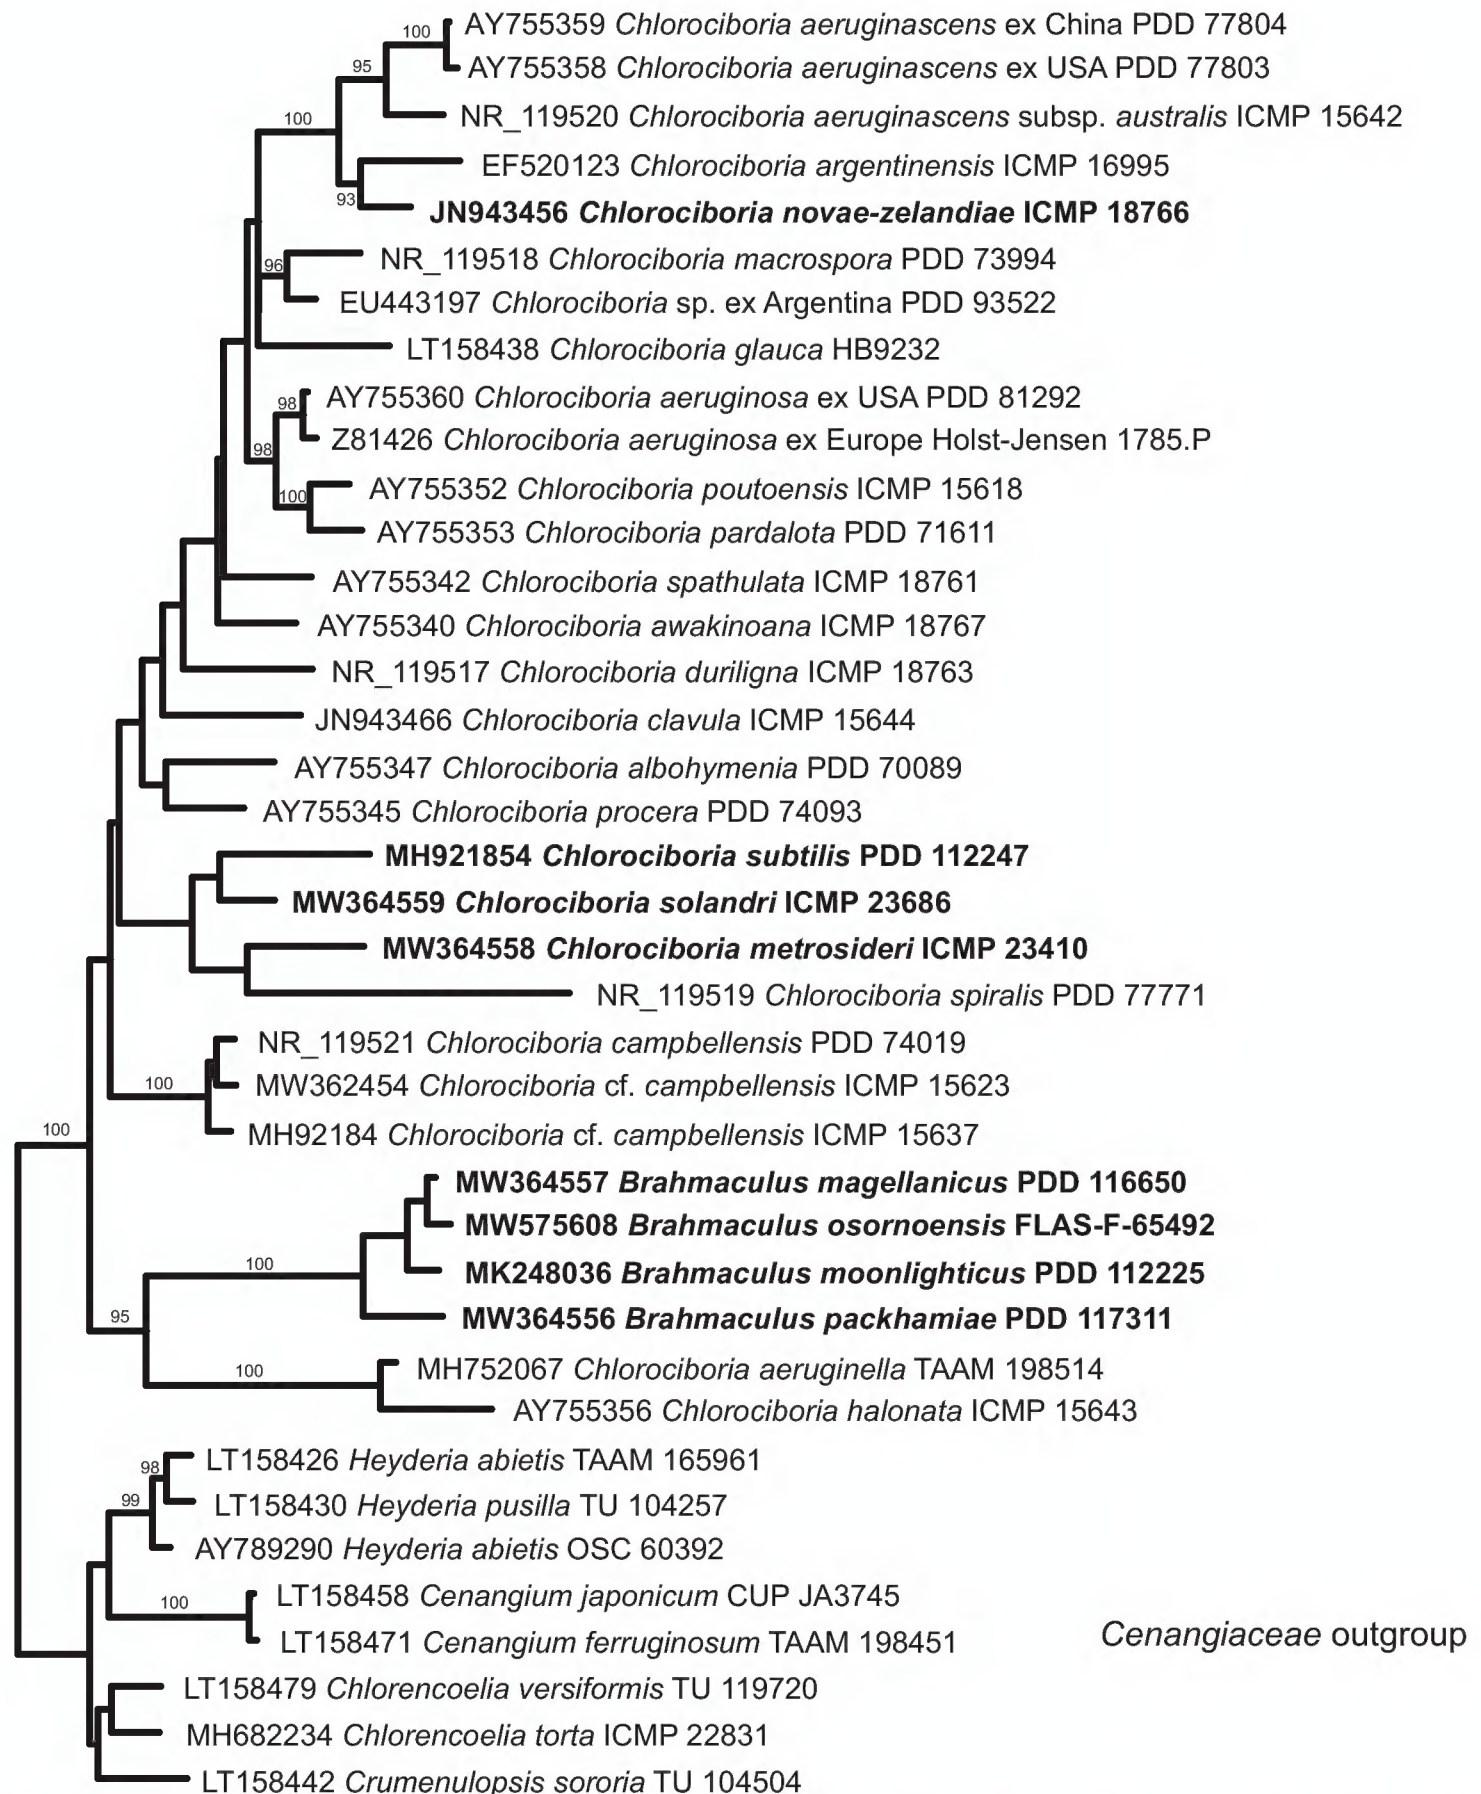 100
AY755359 Chlorociboria aeruginascens ex China PDD 77804
95
AY755358 Chlorociboria aeruginascens ex USA PDD 77803
100
NR_119520 Chlorociboria aeruginascens subsp. australis ICMP 15642
EF520123 Chlorociboria argentinensis ICMP 16995
93
JN943456 Chlorociboria novae-zelandiae ICMP 18766
NR_119518 Chlorociboria macrospora PDD 73994
96
EU443197 Chlorociboria sp. ex Argentina PDD 93522
LT158438 Chlorociboria glauca HB9232
98
AY755360 Chlorociboria aeruginosa ex USA PDD 81292
Z81426 Chlorociboria aeruginosa ex Europe Holst-Jensen 1785.P
98
100
AY755352 Chlorociboria poutoensis ICMP 15618
AY755353 Chlorociboria pardalota PDD 71611
AY755342 Chlorociboria spathulata ICMP 18761
AY755340 Chlorociboria awakinoana ICMP 18767
NR_119517 Chlorociboria duriligna ICMP 18763
JN943466 Chlorociboria clavula ICMP 15644
AY755347 Chlorociboria albohymenia PDD 70089
AY755345 Chlorociboria procera PDD 74093
MH921854 Chlorociboria subtilis PDD 112247
MW364559 Chlorociboria solandri ICMP 23686
MW364558 Chlorociboria metrosideri ICMP 23410
NR_119519 Chlorociboria spiralis PDD 77771
NR_119521 Chlorociboria campbellensis PDD 74019
100
MW362454 Chlorociboria cf. campbellensis ICMP 15623
100
MH92184 Chlorociboria cf. campbellensis ICMP 15637
MW364557 Brahmaculus magellanicus PDD 116650
MW575608 Brahmaculus osornoensis FLAS-F-65492
100
MK248036 Brahmaculus moonlighticus PDD 112225
95
MW364556 Brahmaculus packhamiae PDD 117311
100
MH752067 Chlorociboria aeruginella TAAM 198514
AY755356 Chlorociboria halonata ICMP 15643
98
LT158426 Heyderia abietis TAAM 165961
99
LT158430 Heyderia pusilla TU 104257
AY789290 Heyderia abietis OSC 60392
100
LT158458 Cenangium japonicum CUP JA3745
LT158471 Cenangium ferruginosum TAAM 198451
Cenangiaceae outgroup
LT158479 Chlorencoelia versiformis TU 119720
MH682234 Chlorencoelia torta ICMP 22831
LT158442 Crumenulopsis sororia TU 104504